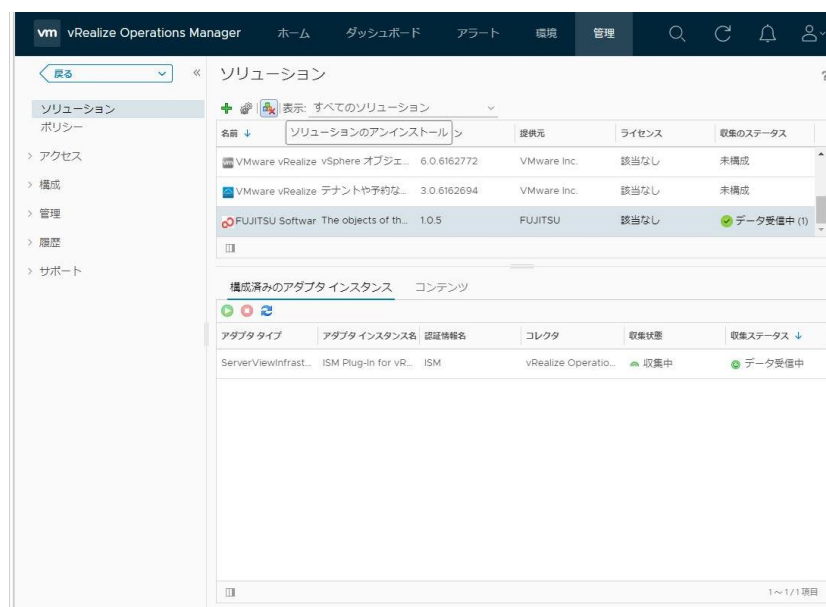 vm vRealize Operations Manager ホーム ダッシュボード アラート 環境 管理
戻る
ソリューション
ポリシー
アクセス
構成
管理
履歴
サポート
ソリューション
?
表示: すべてのソリューション
名前 ソリューションのアンインストール ン 提供元 ライセンス 収集のステータス
VMware vRealize vSphere オブジェ... 6.0.6162772 VMware Inc. 該当なし 未構成
VMware vRealize テナントや予約な... 3.0.6162694 VMware Inc. 該当なし 未構成
FUJITSU Softwar The objects of th... 1.0.5 FUJITSU 該当なし データ受信中 (1)
構成済みのアダプタ インスタンス コンテンツ
アダプタ タイプ アダプタ インスタンス名 認証情報名 コレクタ 収集状態 収集ステータス
ServerViewInfrast... ISM Plug-in for vR... ISM vRealize Operatio... 収集中 データ受信中
1～1/1 項目